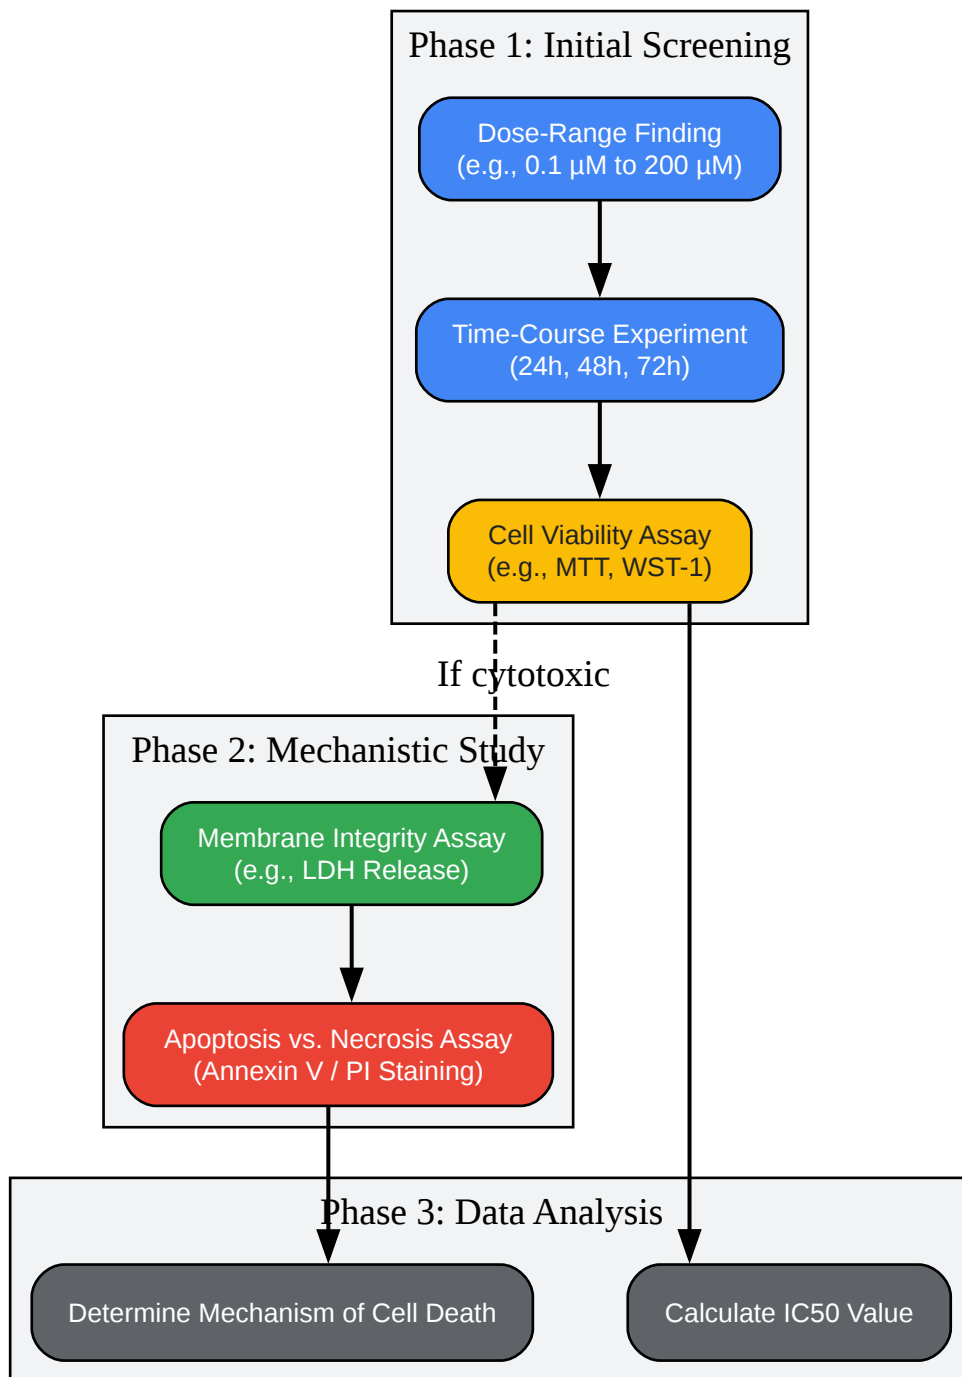 Phase 1: Initial Screening
Dose-Range Finding
(e.g., 0.1 µM to 200 µM)
Time-Course Experiment
(24h, 48h, 72h)
Cell Viability Assay
(e.g., MTT, WST-1)
If cytotoxic
Phase 2: Mechanistic Study
Membrane Integrity Assay
(e.g., LDH Release)
Apoptosis vs. Necrosis Assay
(Annexin V / PI Staining)
Phase 3: Data Analysis
Determine Mechanism of Cell Death
Calculate IC50 Value